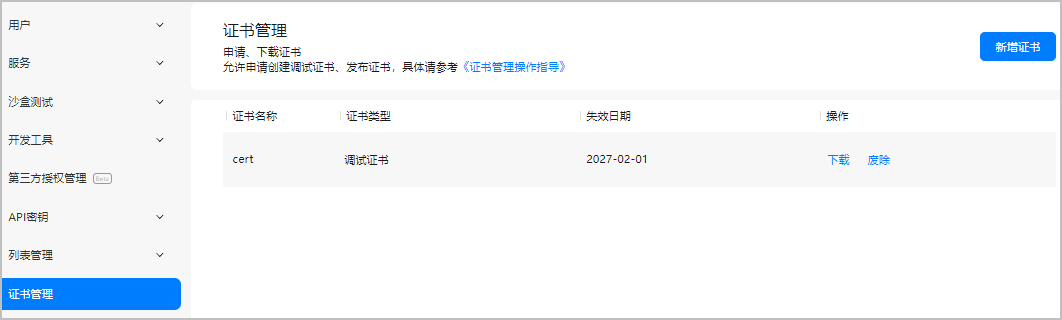 用户
服务
沙盒测试
开发工具
第三方授权管理 Beta
API密钥
列表管理
证书管理
证书管理
申请、下载证书
允许申请创建调试证书、发布证书，具体请参考《证书管理操作指导》
新增证书
证书名称 证书类型 失效日期 操作
cert 调试证书 2027-02-01 下载 废除